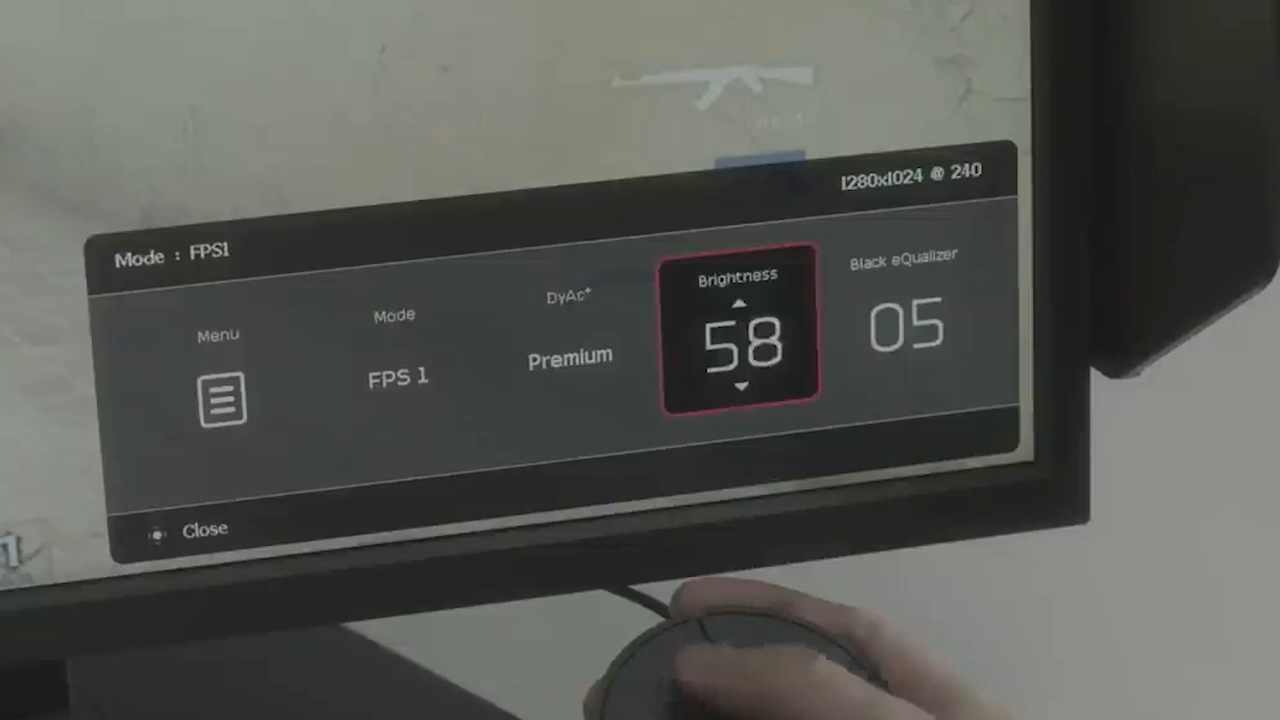 Mode : FPS1
1280x1024 @ 240
Menu
Mode
FPS 1
DyAc⁺
Premium
Brightness
58
Black eQualizer
05
Close